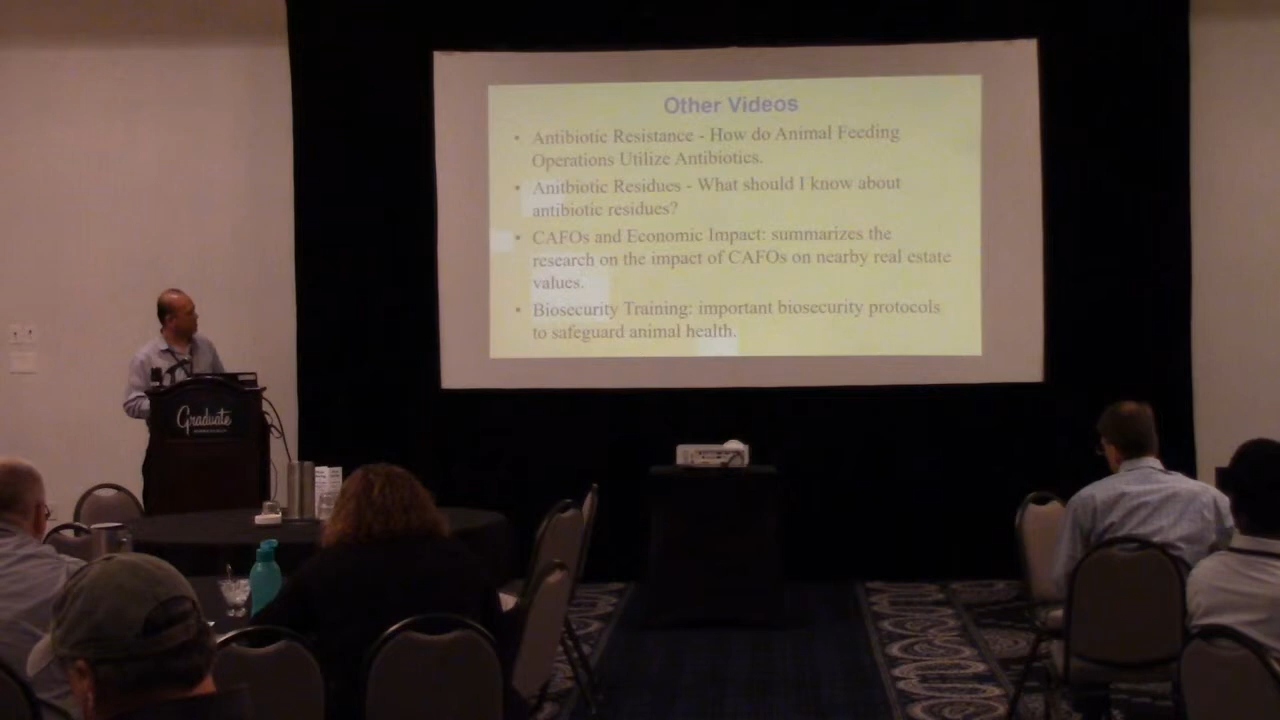 Other Videos
• Antibiotic Resistance - How do Animal Feeding
Operations Utilize Antibiotics.
• Anitbiotic Residues - What should I know about
antibiotic residues?
• CAFOs and Economic Impact: summarizes the
research on the impact of CAFOs on nearby real estate
values.
• Biosecurity Training: important biosecurity protocols
to safeguard animal health.
Graduate